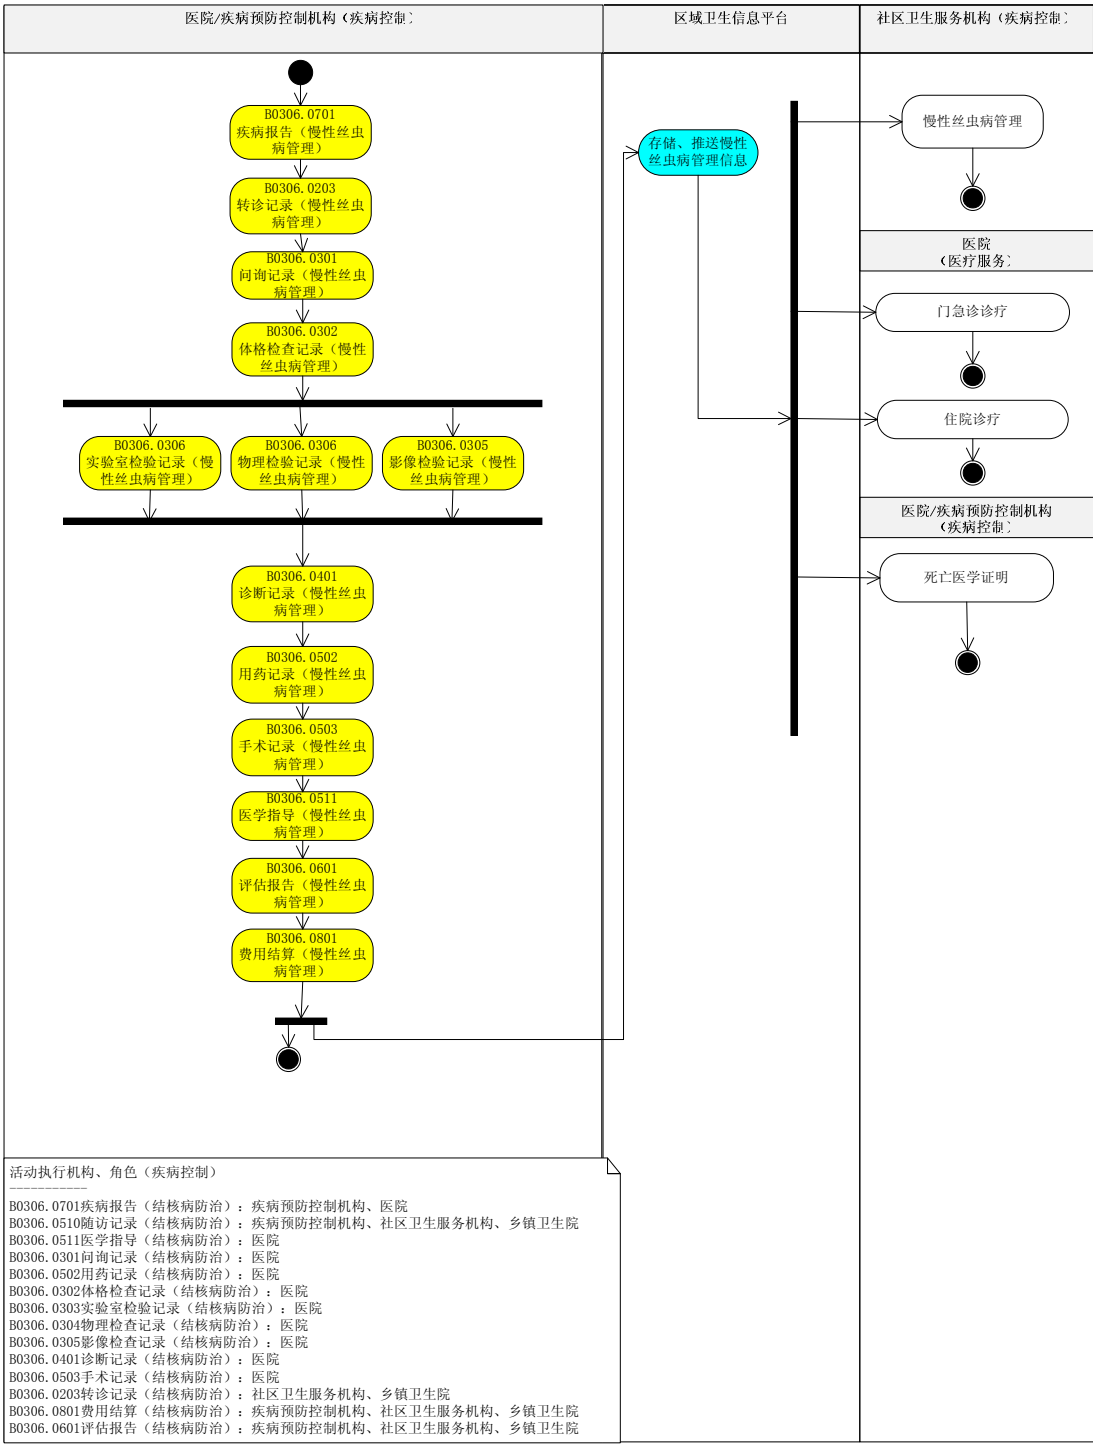 医院/疾病预防控制机构（疾病控制）
区域卫生信息平台
社区卫生服务机构（疾病控制）
B0306.0701
疾病报告（慢性丝虫
病管理）
B0306.0203
转诊记录（慢性丝虫
病管理）
B0306.0301
问询记录（慢性丝虫
病管理）
B0306.0302
体格检查记录（慢性
丝虫病管理）
B0306.0306
实验室检验记录（慢
性丝虫病管理）
B0306.0306
物理检验记录（慢性
丝虫病管理）
B0306.0305
影像检验记录（慢性
丝虫病管理）
B0306.0401
诊断记录（慢性丝虫
病管理）
B0306.0502
用药记录（慢性丝虫
病管理）
B0306.0503
手术记录（慢性丝虫
病管理）
B0306.0511
医学指导（慢性丝虫
病管理）
B0306.0601
评估报告（慢性丝虫
病管理）
B0306.0801
费用结算（慢性丝虫
病管理）
存储、推送慢性
丝虫病管理信息
慢性丝虫病管理
医院
（医疗服务）
门急诊诊疗
住院诊疗
医院/疾病预防控制机构
（疾病控制）
死亡医学证明
活动执行机构、角色（疾病控制）
-----------
B0306.0701疾病报告（结核病防治）：疾病预防控制机构、医院
B0306.0510随访记录（结核病防治）：疾病预防控制机构、社区卫生服务机构、乡镇卫生院
B0306.0511医学指导（结核病防治）：医院
B0306.0301问询记录（结核病防治）：医院
B0306.0502用药记录（结核病防治）：医院
B0306.0302体格检查记录（结核病防治）：医院
B0306.0303实验室检验记录（结核病防治）：医院
B0306.0304物理检查记录（结核病防治）：医院
B0306.0305影像检查记录（结核病防治）：医院
B0306.0401诊断记录（结核病防治）：医院
B0306.0503手术记录（结核病防治）：医院
B0306.0203转诊记录（结核病防治）：社区卫生服务机构、乡镇卫生院
B0306.0801费用结算（结核病防治）：疾病预防控制机构、社区卫生服务机构、乡镇卫生院
B0306.0601评估报告（结核病防治）：疾病预防控制机构、社区卫生服务机构、乡镇卫生院